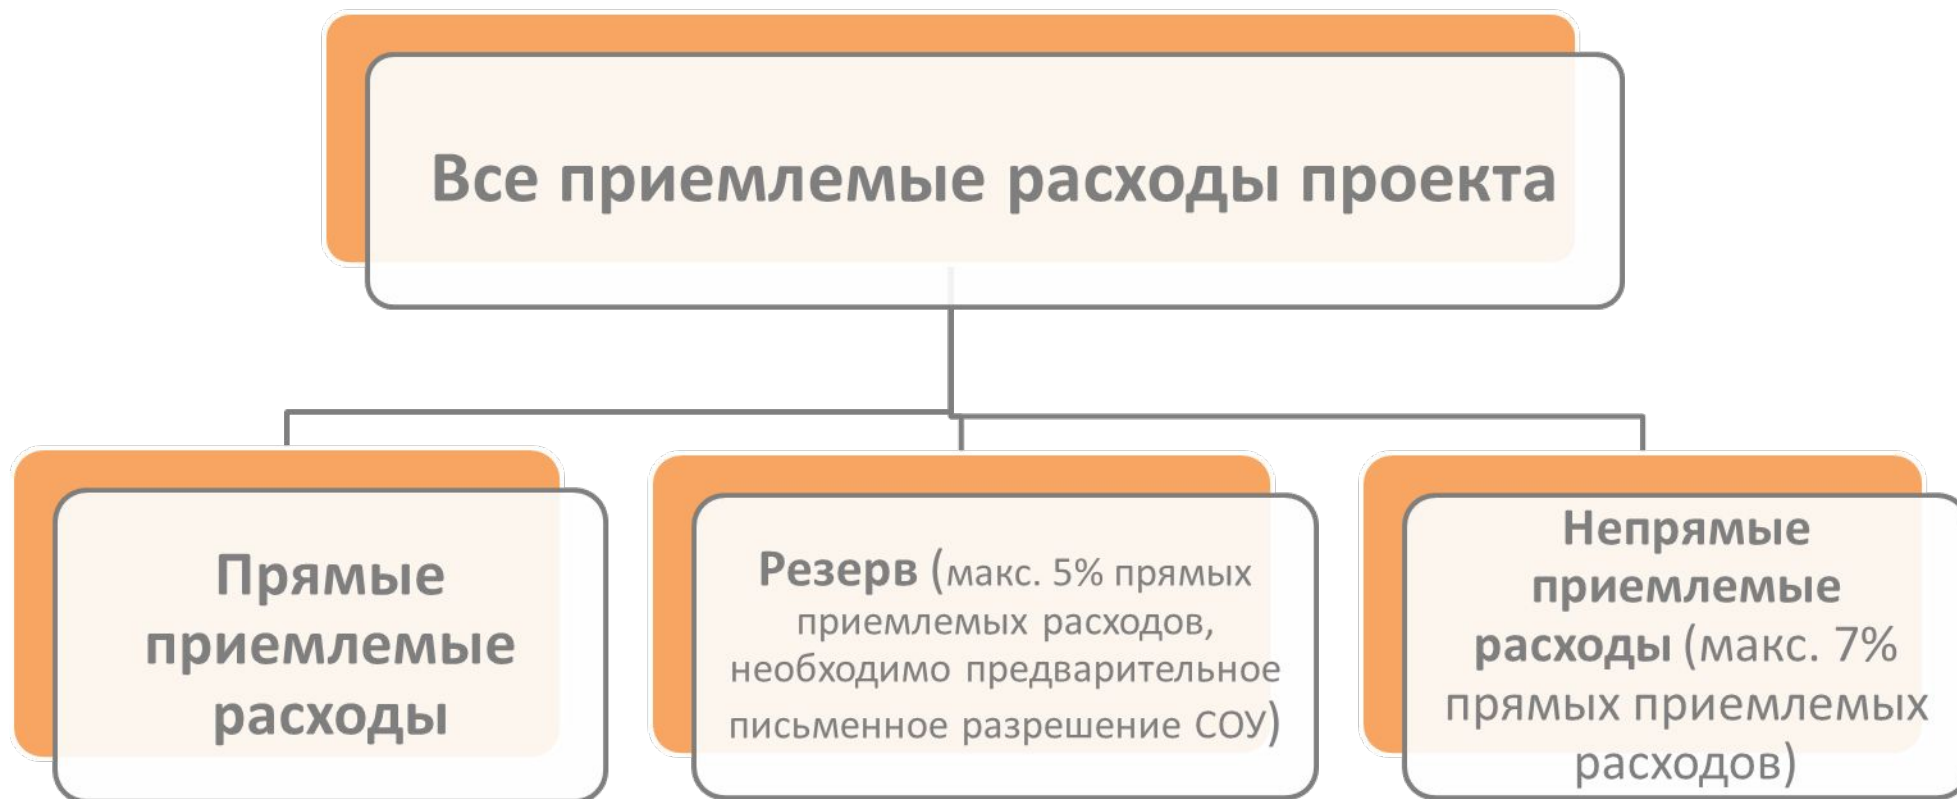 Все приемлемые расходы проекта
Прямые
приемлемые
расходы
Резерв (макс. 5% прямых
приемлемых расходов,
необходимо предварительное
письменное разрешение СОУ)
Непрямые
приемлемые
расходы (макс. 7%
прямых приемлемых
расходов)